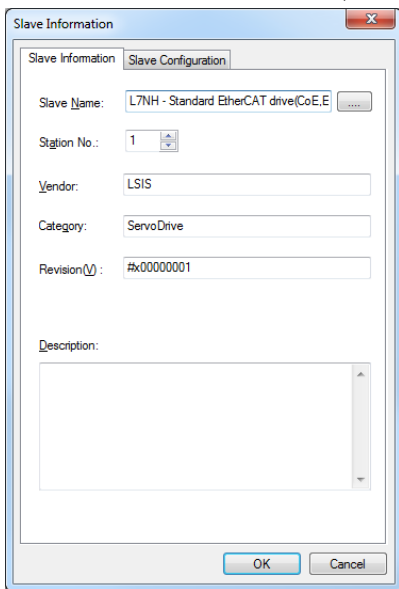 Slave Information
Slave Information Slave Configuration
Slave Name: L7NH - Standard EtherCAT drive(CoE,E ....
Station No.: 1
Vendor: LSIS
Category: ServoDrive
Revision(V) : #x00000001
Description:
OK Cancel